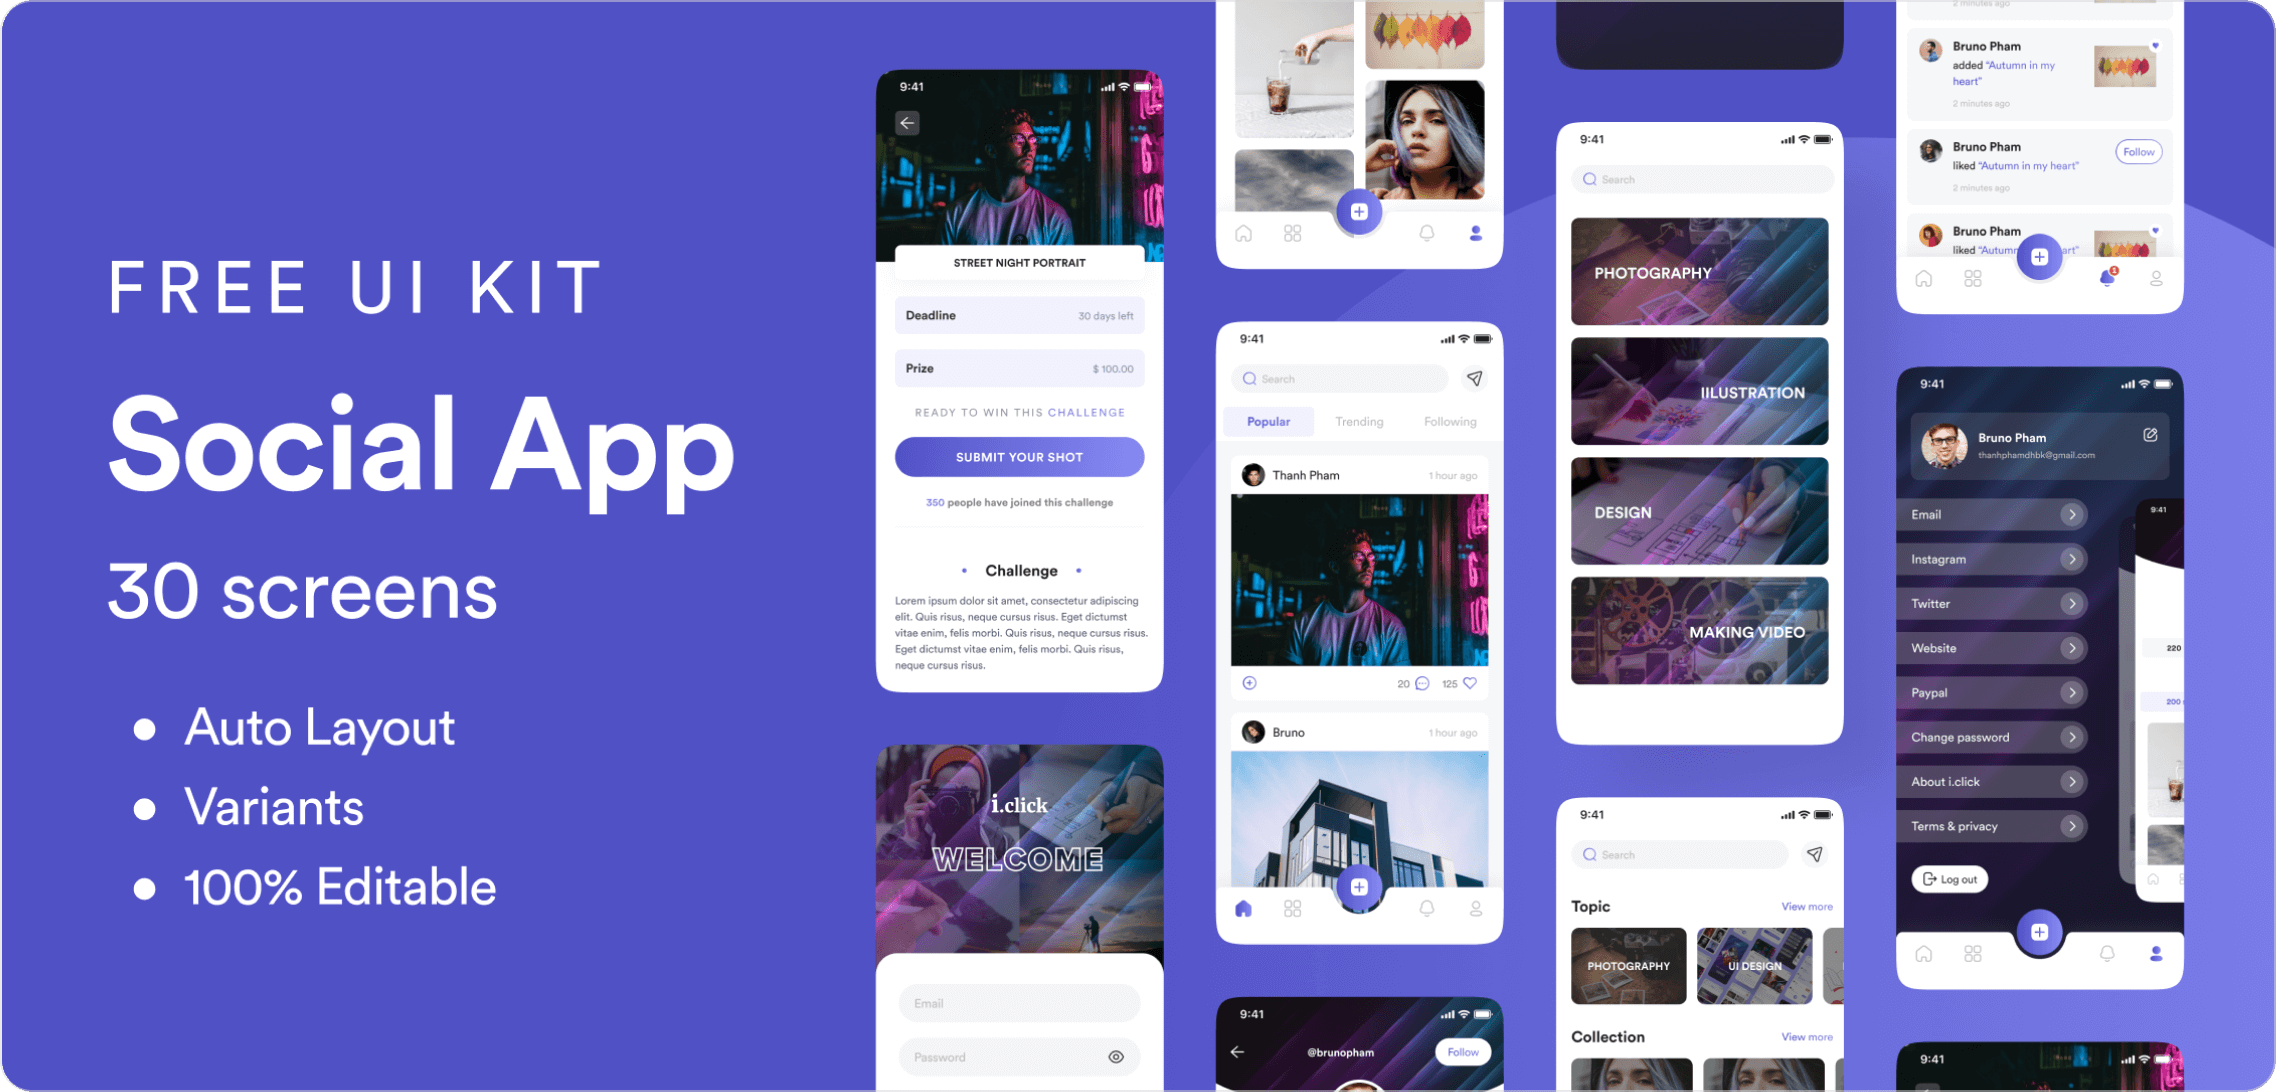 FREE UI KIT
Social App
30 screens
Auto Layout
Variants
100% Editable
9:41
STREET NIGHT PORTRAIT
Deadline
30 days left
Prize
$ 100.00
READY TO WIN THIS CHALLENGE
SUBMIT YOUR SHOT
350 people have joined this challenge
Challenge
Lorem ipsum dolor sit amet, consectetur adipiscing
elit. Quis risus, neque cursus risus. Eget dictumst
vitae enim, felis morbi. Quis risus, neque cursus risus.
Eget dictumst vitae enim, felis morbi. Quis risus,
neque cursus risus.
i.click
WELCOME
Email
Password
9:41
Search
Popular
Trending
Following
Thanh Pham
1 hour ago
20
125
Bruno
1 hour ago
9:41
@brunopham
Follow
9:41
Search
PHOTOGRAPHY
IILUSTRATION
DESIGN
MAKING VIDEO
9:41
Search
Topic
View more
PHOTOGRAPHY
UI DESIGN
Collection
View more
2 minutes ago
Bruno Pham
added "Autumn in my
heart"
2 minutes ago
Bruno Pham
liked "Autumn in my heart"
Follow
2 minutes ago
Bruno Pham
liked "Autumn
heart"
1
9:41
Bruno Pham
thanhphamdhbk@gmail.com
Email
Instagram
Twitter
Website
Paypal
Change password
About i.click
Terms & privacy
Log out
9:41
220
200
9:41